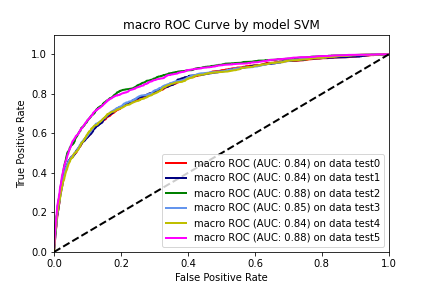 macro ROC Curve by model SVM
True Positive Rate
1.0
0.8
0.6
0.4
0.2
0.0
macro ROC (AUC: 0.84) on data test0
macro ROC (AUC: 0.84) on data test1
macro ROC (AUC: 0.88) on data test2
macro ROC (AUC: 0.85) on data test3
macro ROC (AUC: 0.84) on data test4
macro ROC (AUC: 0.88) on data test5
0.0 0.2 0.4 0.6 0.8 1.0
False Positive Rate